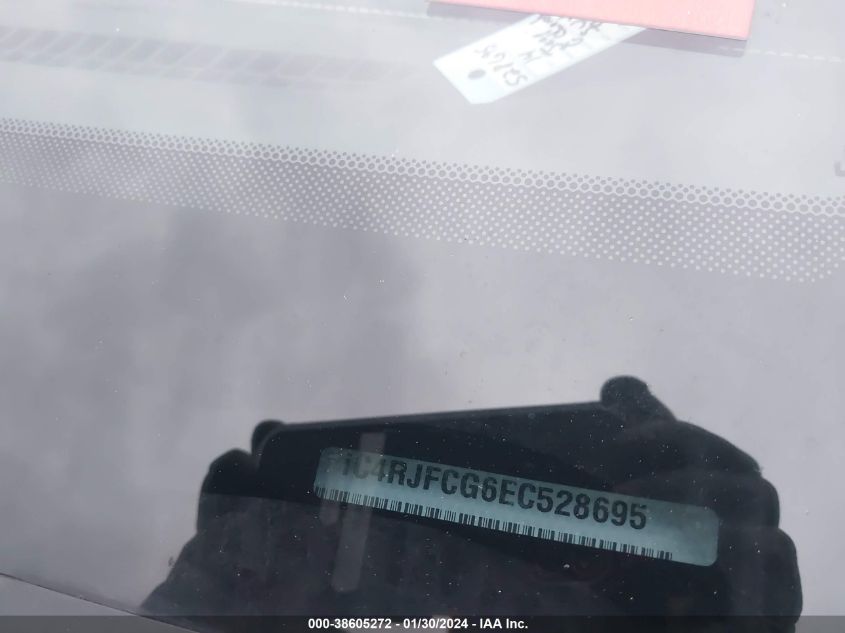 1C4RJFCG6EC528695
000-38605272 - 01/30/2024 - IAA Inc.